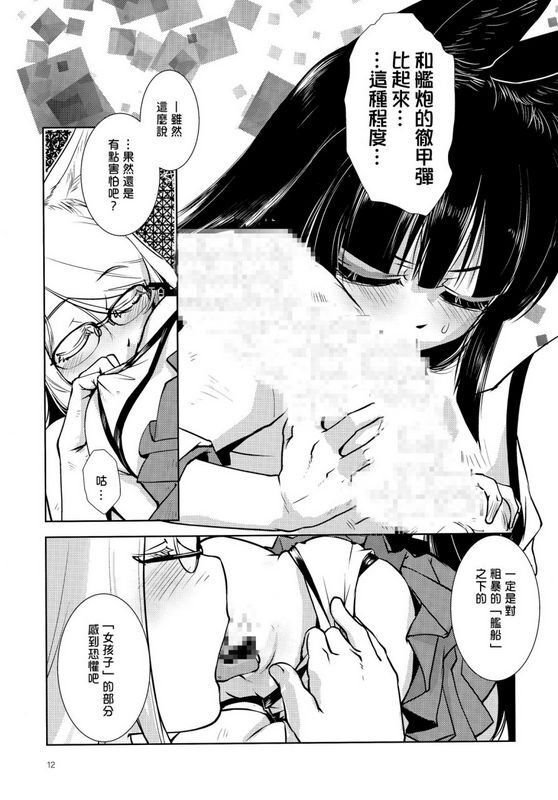 和艦炮的徹甲彈
比起來…
…這種程度…
—雖然
這麼說
…果然還是
有點害怕吧?
咕…
一定是對
粗暴的「艦船」
之下的
「女孩子」的部分
感到恐懼吧
12